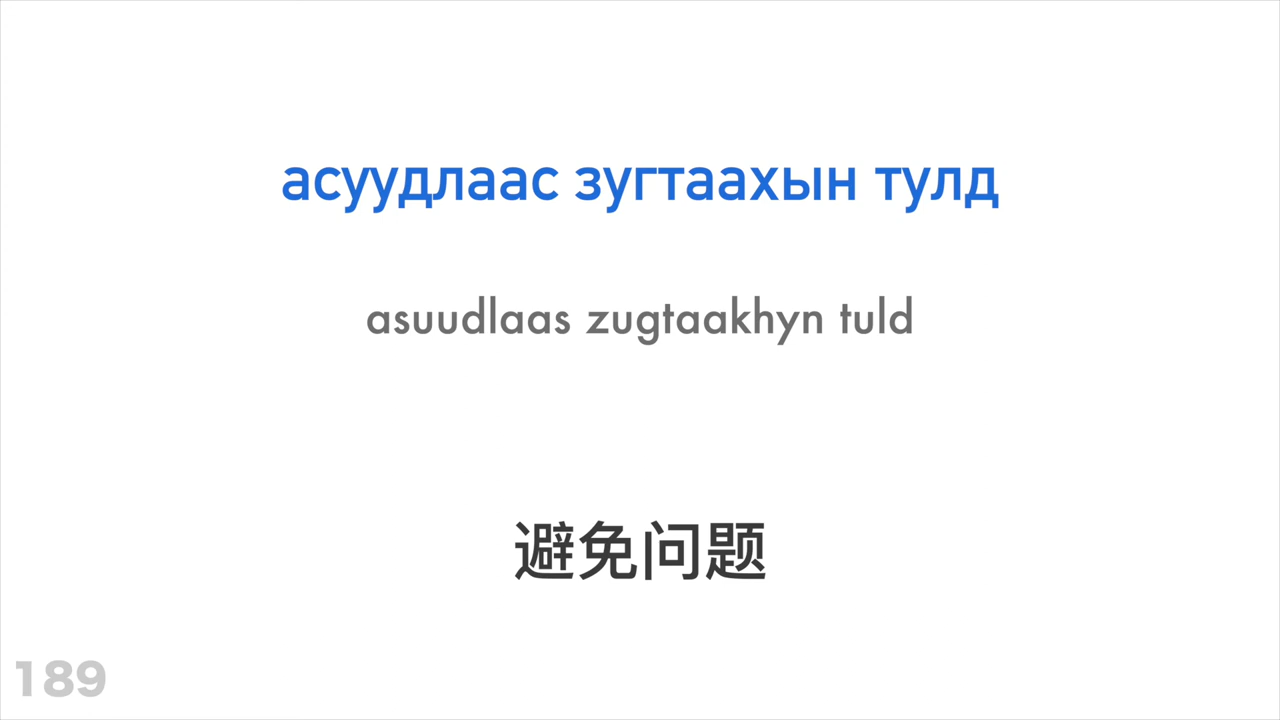 асуудлаас зугтаахын тулд
asuudlaas zugtaakhyn tuld
避免问题
189